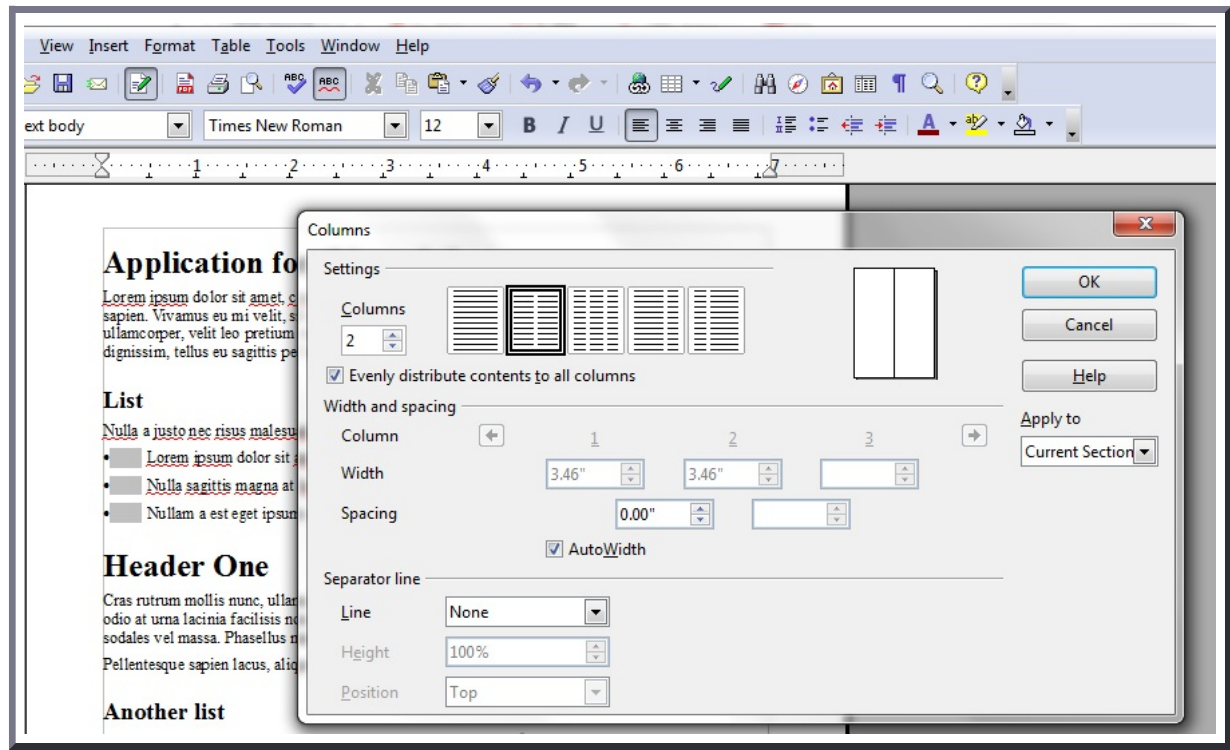 View Insert Format Table Tools Window Help
ABC ABC
ext body Times New Roman 12 B I U A
1 2 3 4 5 6 7
Columns
Application fo
Lorem ipsum dolor sit amet, c
sapien. Vivamus eu mi velit, s
ullamcorper, velit leo pretium
dignissim, tellus eu sagittis pe
List
Nulla a justo nec risus malesu
• Lorem ipsum dolor sit
• Nulla sagittis magna at
• Nullam a est eget ipsum
Header One
Cras rutrum mollis nunc, ullam
odio at urna lacinia facilisis no
sodales vel massa. Phasellus
Pellentesque sapien lacus, aliq
Another list
Settings
Columns
2
Evenly distribute contents to all columns
Width and spacing
Column 1 2 3
Width 3.46" 3.46"
Spacing 0.00"
AutoWidth
Separator line
Line None
Height 100%
Position Top
OK
Cancel
Help
Apply to
Current Section